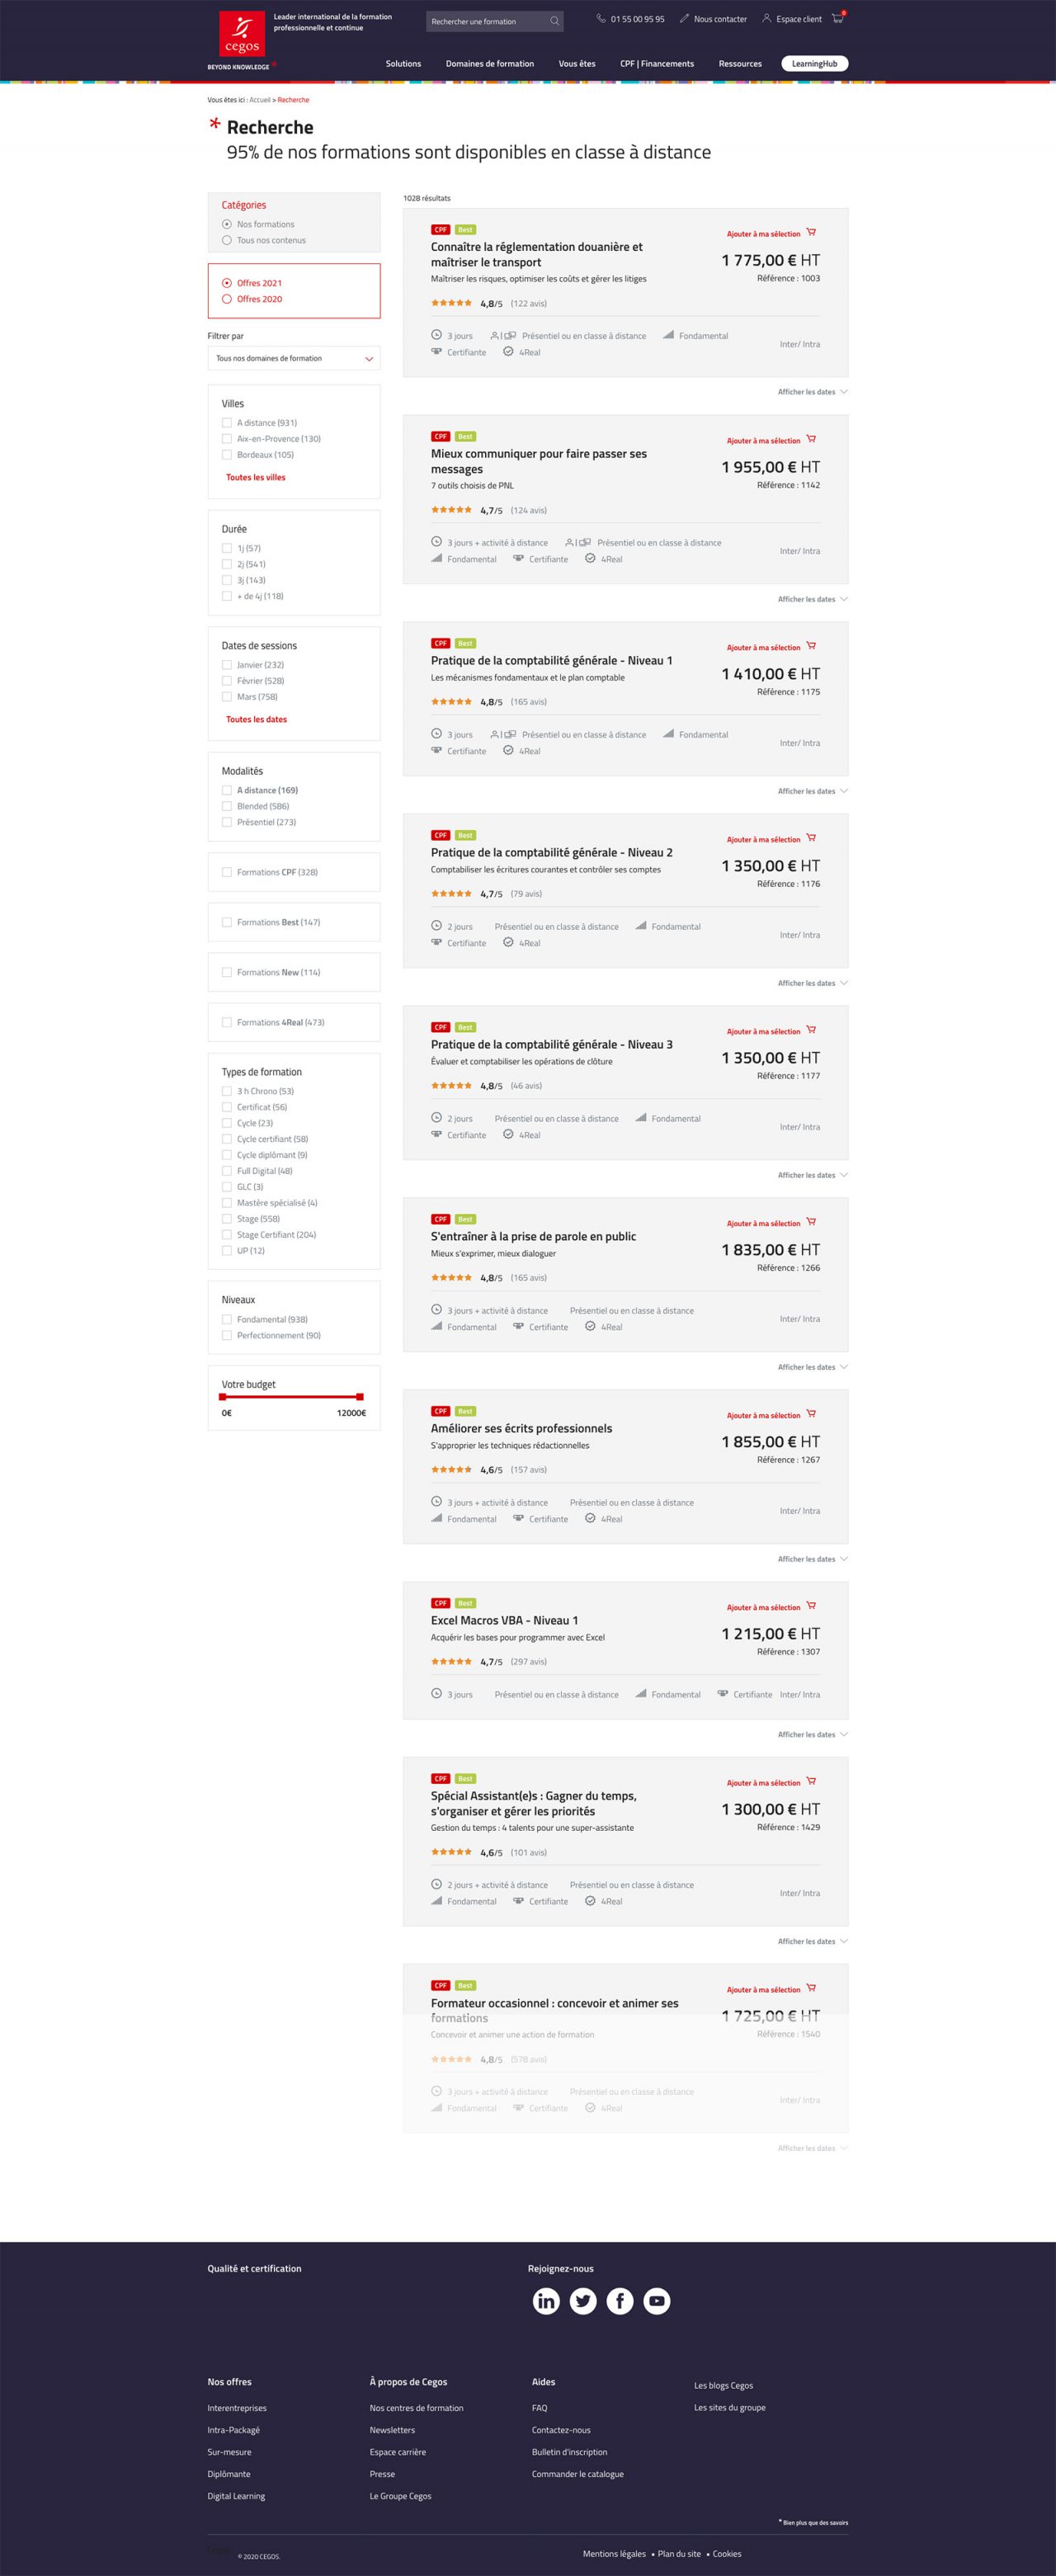 Leader international de la formation
professionnelle et continue
cegos
BEYOND KNOWLEDGE *
Rechercher une formation
01 55 00 95 95
Nous contacter
Espace client
0
Solutions
Domaines de formation
Vous êtes
CPF | Financements
Ressources
LearningHub
Vous êtes ici : Accueil > Recherche
* Recherche
95% de nos formations sont disponibles en classe à distance
Catégories
Nos formations
Tous nos contenus
Offres 2021
Offres 2020
Filtrer par
Tous nos domaines de formation
Villes
A distance (931)
Aix-en-Provence (130)
Bordeaux (105)
Toutes les villes
Durée
1j (57)
2j (541)
3j (143)
+ de 4j (118)
Dates de sessions
Janvier (232)
Février (528)
Mars (758)
Toutes les dates
Modalités
A distance (169)
Blended (586)
Présentiel (273)
Formations CPF (328)
Formations Best (147)
Formations New (114)
Formations 4Real (473)
Types de formation
3 h Chrono (53)
Certificat (56)
Cycle (23)
Cycle certifiant (58)
Cycle diplômant (9)
Full Digital (48)
GLC (3)
Mastère spécialisé (4)
Stage (558)
Stage Certifiant (204)
UP (12)
Niveaux
Fondamental (938)
Perfectionnement (90)
Votre budget
0€ 12000€
1028 résultats
CPF Best
Connaître la réglementation douanière et
maîtriser le transport
Maîtriser les risques, optimiser les coûts et gérer les litiges
4,8/5 (122 avis)
Ajouter à ma sélection
1 775,00 € HT
Référence : 1003
3 jours Présentiel ou en classe à distance Fondamental
Certifiante 4Real
Inter/ Intra
Afficher les dates
CPF Best
Mieux communiquer pour faire passer ses
messages
7 outils choisis de PNL
4,7/5 (124 avis)
Ajouter à ma sélection
1 955,00 € HT
Référence : 1142
3 jours + activité à distance Présentiel ou en classe à distance
Fondamental Certifiante 4Real
Inter/ Intra
Afficher les dates
CPF Best
Pratique de la comptabilité générale - Niveau 1
Les mécanismes fondamentaux et le plan comptable
4,8/5 (165 avis)
Ajouter à ma sélection
1 410,00 € HT
Référence : 1175
3 jours Présentiel ou en classe à distance Fondamental
Certifiante 4Real
Inter/ Intra
Afficher les dates
CPF Best
Pratique de la comptabilité générale - Niveau 2
Comptabiliser les écritures courantes et contrôler ses comptes
4,7/5 (79 avis)
Ajouter à ma sélection
1 350,00 € HT
Référence : 1176
2 jours Présentiel ou en classe à distance Fondamental
Certifiante 4Real
Inter/ Intra
Afficher les dates
CPF Best
Pratique de la comptabilité générale - Niveau 3
Évaluer et comptabiliser les opérations de clôture
4,8/5 (46 avis)
Ajouter à ma sélection
1 350,00 € HT
Référence : 1177
2 jours Présentiel ou en classe à distance Fondamental
Certifiante 4Real
Inter/ Intra
Afficher les dates
CPF Best
S'entraîner à la prise de parole en public
Mieux s'exprimer, mieux dialoguer
4,8/5 (165 avis)
Ajouter à ma sélection
1 835,00 € HT
Référence : 1266
3 jours + activité à distance Présentiel ou en classe à distance
Fondamental Certifiante 4Real
Inter/ Intra
Afficher les dates
CPF Best
Améliorer ses écrits professionnels
S'approprier les techniques rédactionnelles
4,6/5 (157 avis)
Ajouter à ma sélection
1 855,00 € HT
Référence : 1267
3 jours + activité à distance Présentiel ou en classe à distance
Fondamental Certifiante 4Real
Inter/ Intra
Afficher les dates
CPF Best
Excel Macros VBA - Niveau 1
Acquérir les bases pour programmer avec Excel
4,7/5 (297 avis)
Ajouter à ma sélection
1 215,00 € HT
Référence : 1307
3 jours Présentiel ou en classe à distance Fondamental Certifiante Inter/ Intra
Afficher les dates
CPF Best
Spécial Assistant(e)s : Gagner du temps,
s'organiser et gérer les priorités
Gestion du temps : 4 talents pour une super-assistante
4,6/5 (101 avis)
Ajouter à ma sélection
1 300,00 € HT
Référence : 1429
2 jours + activité à distance Présentiel ou en classe à distance
Fondamental Certifiante 4Real
Inter/ Intra
Afficher les dates
CPF Best
Formateur occasionnel : concevoir et animer ses
formations
Concevoir et animer une action de formation
4,8/5 (578 avis)
Ajouter à ma sélection
1 725,00 € HT
Référence : 1540
3 jours + activité à distance Présentiel ou en classe à distance
Fondamental Certifiante 4Real
Inter/ Intra
Afficher les dates
Qualité et certification
Rejoignez-nous
Nos offres
Interentreprises
Intra-Packagé
Sur-mesure
Diplômante
Digital Learning
À propos de Cegos
Nos centres de formation
Newsletters
Espace carrière
Presse
Le Groupe Cegos
Aides
FAQ
Contactez-nous
Bulletin d'inscription
Commander le catalogue
Les blogs Cegos
Les sites du groupe
* Bien plus que des savoirs
© 2020 CEGOS.
Mentions légales • Plan du site • Cookies